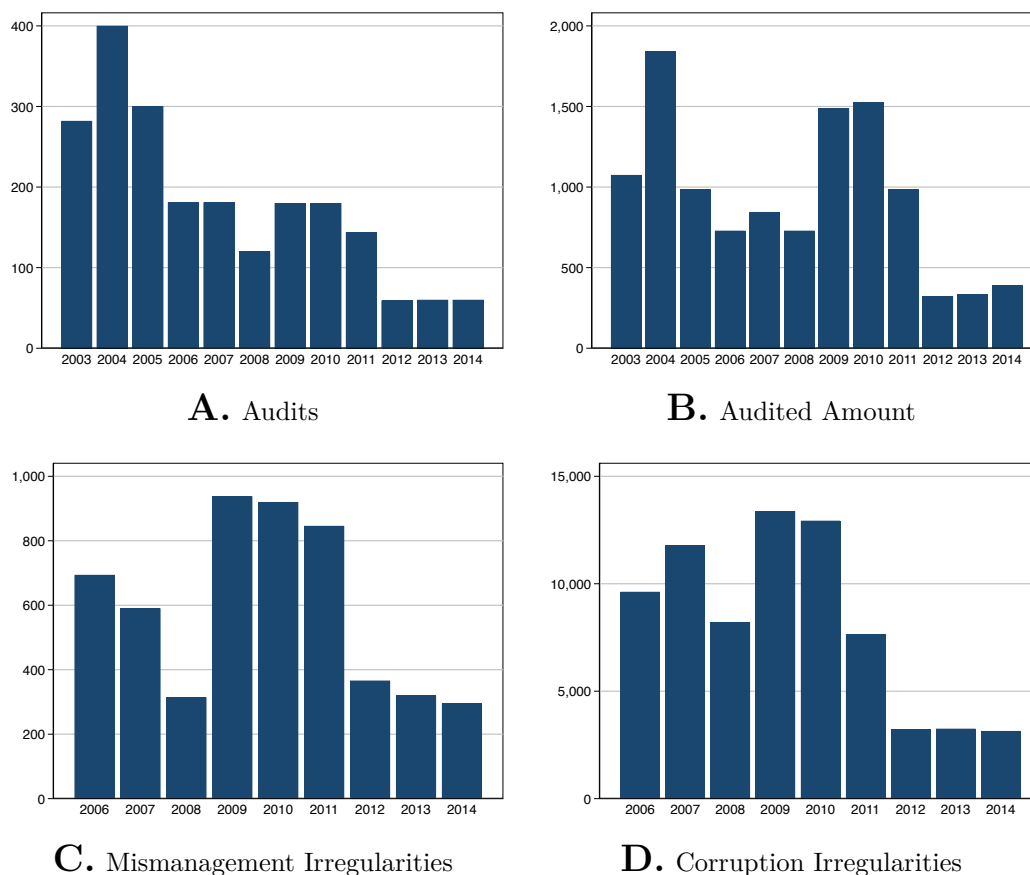 400
300
200
100
0
2003 2004 2005 2006 2007 2008 2009 2010 2011 2012 2013 2014
A. Audits
2,000
1,500
1,000
500
0
2003 2004 2005 2006 2007 2008 2009 2010 2011 2012 2013 2014
B. Audited Amount
1,000
800
600
400
200
0
2006 2007 2008 2009 2010 2011 2012 2013 2014
C. Mismanagement Irregularities
15,000
10,000
5,000
0
2006 2007 2008 2009 2010 2011 2012 2013 2014
D. Corruption Irregularities